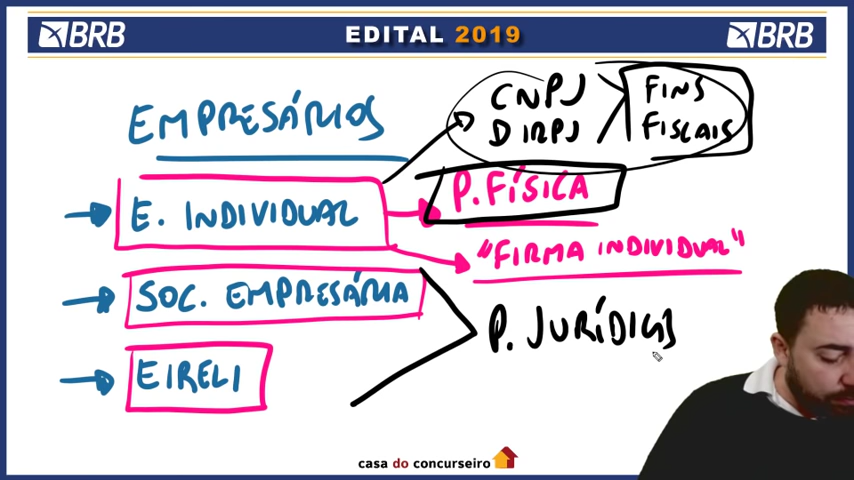 BRB
EDITAL 2019
BRB
EMPRESÁRIOS
CNPJ
DIRPJ
FINS
FISCAIS
E. INDIVIDUAL
P. FÍSICA
"FIRMA INDIVIDUAL"
SOC. EMPRESÁRIA
P. JURÍDICAS
EIRELI
casa do concurseiro